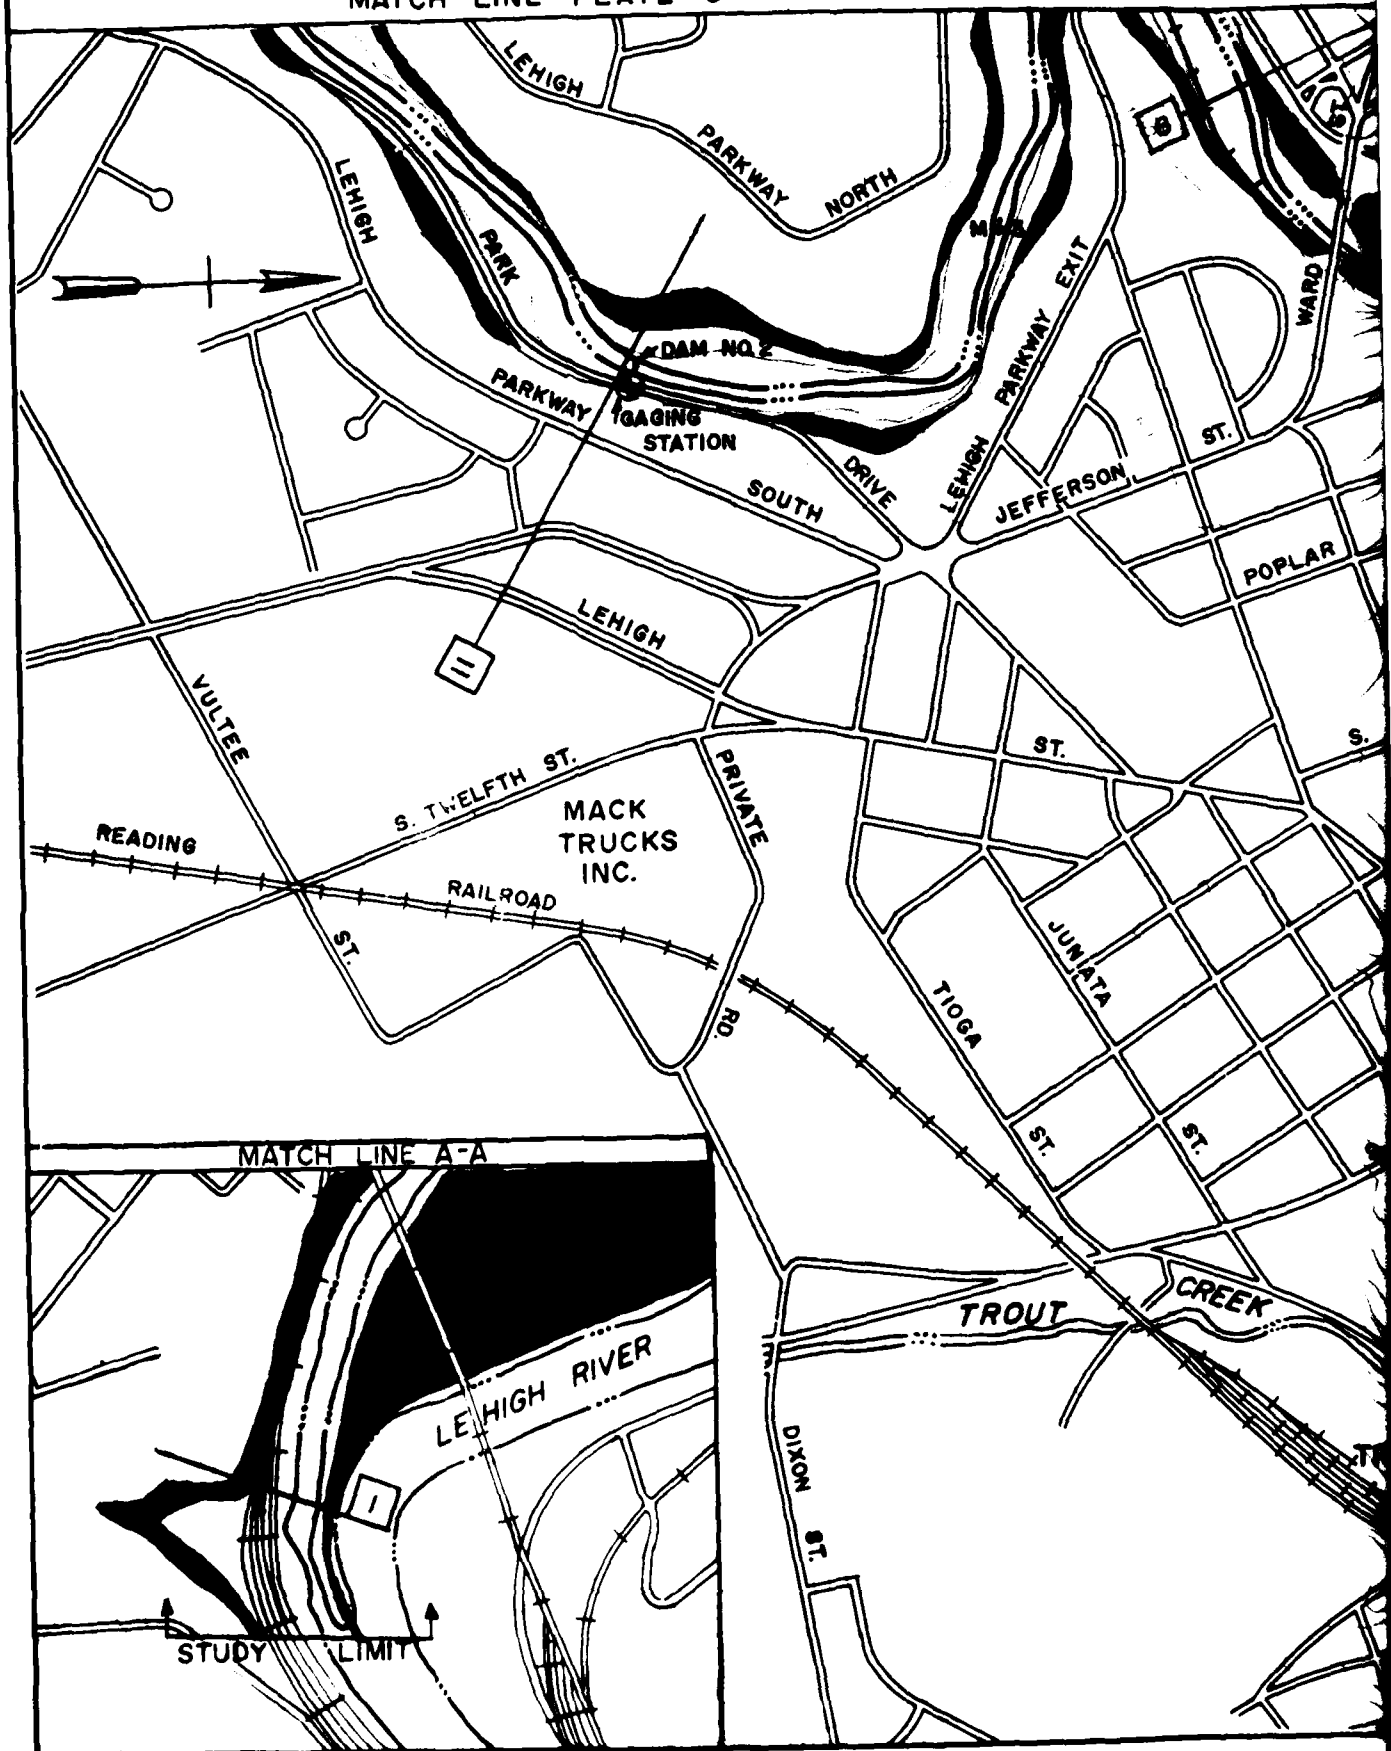 MATCH LINE PLATE
LEHIGH
PARKWAY
NORTH
LEHIGH
PARK
8
ST.
WARD
DAM NO. 2
GAGING
STATION
PARKWAY
SOUTH
DRIVE
LEHIGH PARKWAY EXIT
JEFFERSON
ST.
POPLAR
LEHIGH
ST.
S.
VULTEE
ST.
S. TWELFTH ST.
MACK
TRUCKS
INC.
PRIVATE
RD.
READING
RAILROAD
JUNIATA
ST.
TIOGA
ST.
MATCH LINE A-A
LEHIGH RIVER
TROUT
CREEK
DIXON
ST.
STUDY LIMIT